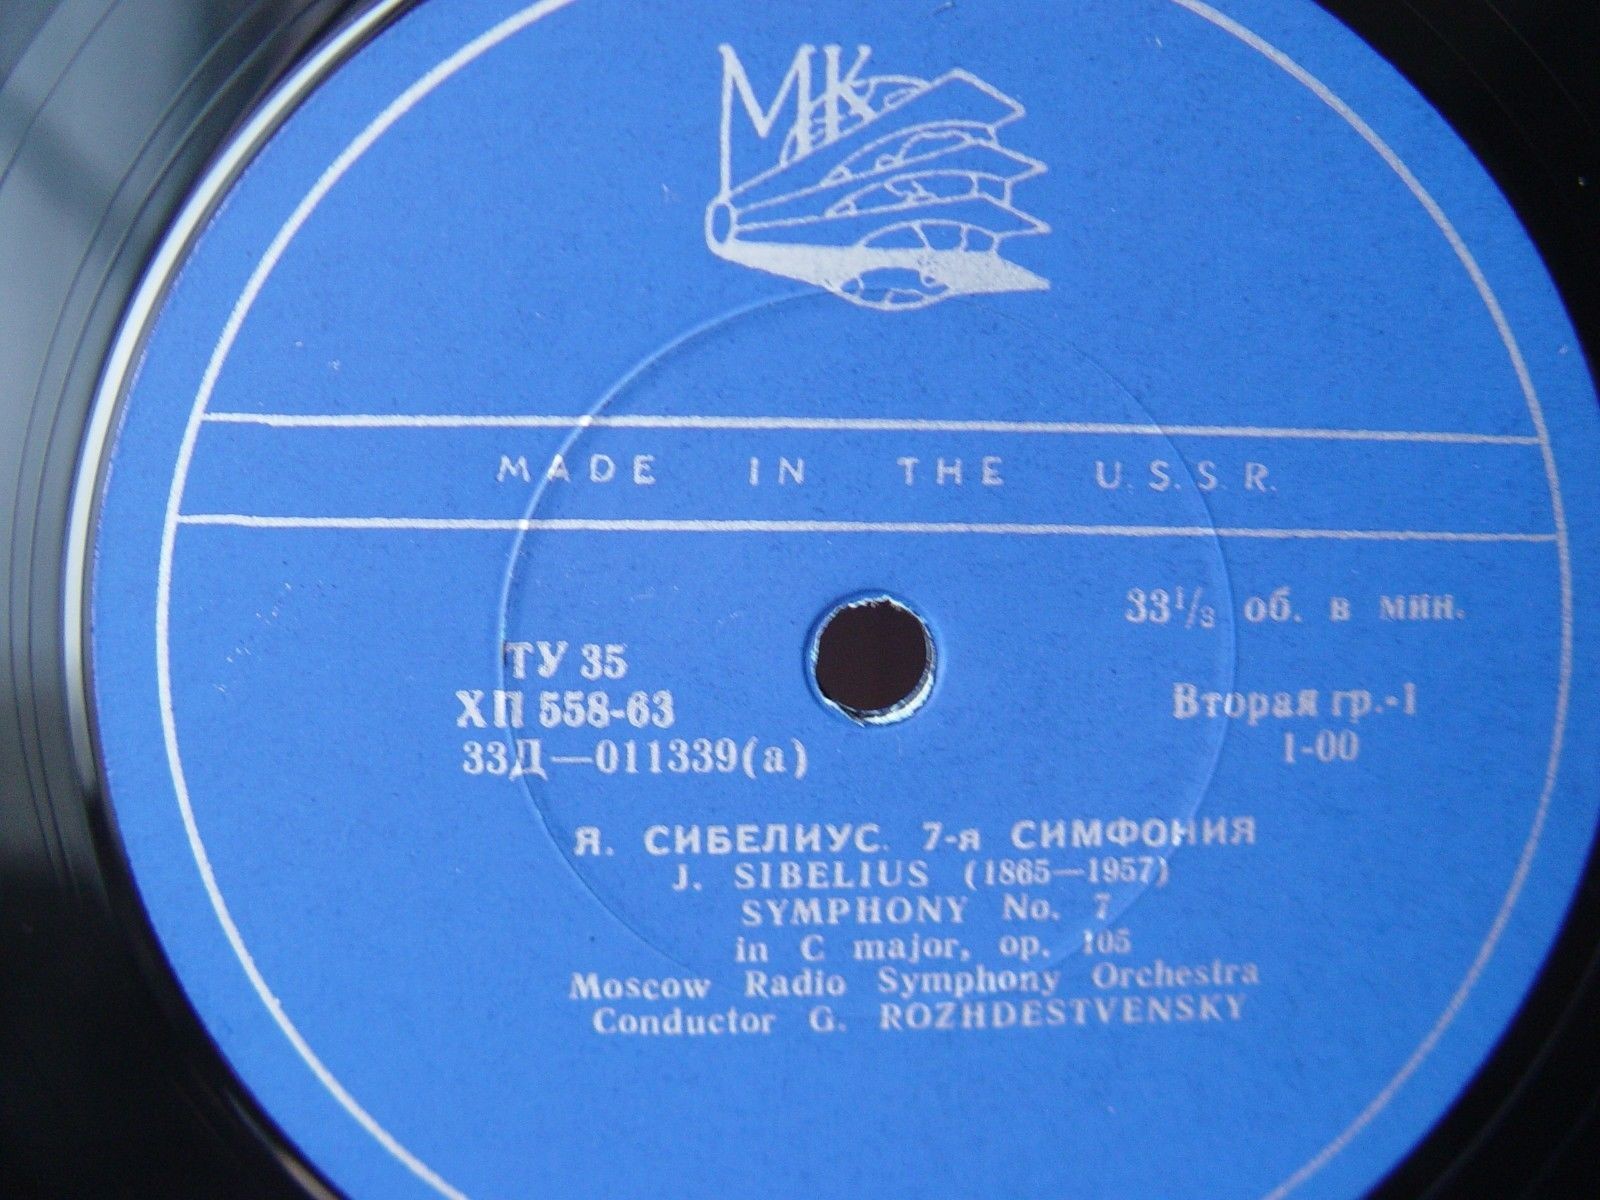 МК
MADE IN THE U.S.S.R.
33⅓ об. в мин.
ТУ 35
ХП 558-63
33Д—011339(а)
Вторая гр.-1
1-00
Я. СИБЕЛИУС. 7-я СИМФОНИЯ
J. SIBELIUS (1865—1957)
SYMPHONY No. 7
in C major, op. 105
Moscow Radio Symphony Orchestra
Conductor G. ROZHDESTVENSKY